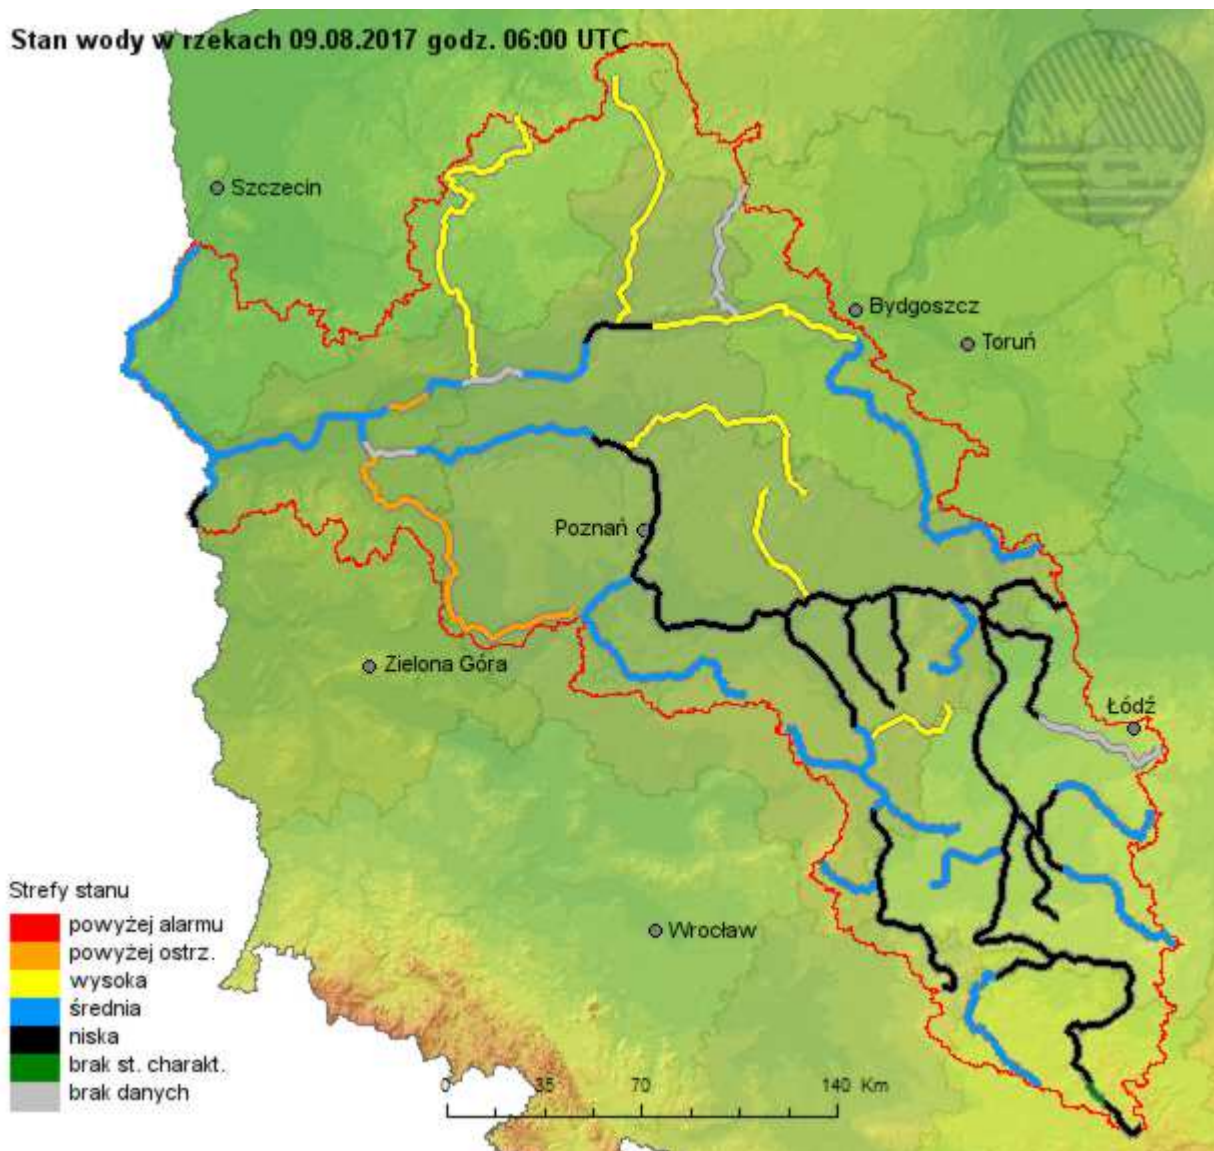 Stan wody w rzekach 09.08.2017 godz. 06:00 UTC
Szczecin
Bydgoszcz
Toruń
Poznań
Zielona Góra
Łódź
Wrocław
Strefy stanu
powyżej alarmu
powyżej ostrz.
wysoka
średnia
niska
brak st. charakt.
brak danych
0 35 70 140 Km